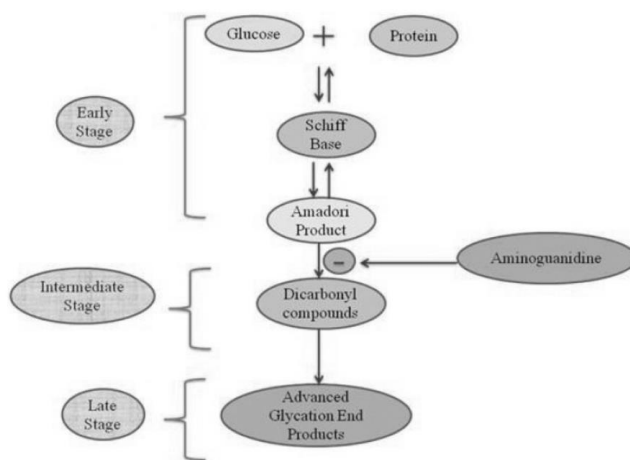 Glucose
+
Protein
Early
Stage
Schiff
Base
Amadori
Product
−
Aminoguanidine
Intermediate
Stage
Dicarbonyl
compounds
Late
Stage
Advanced
Glycation End
Products